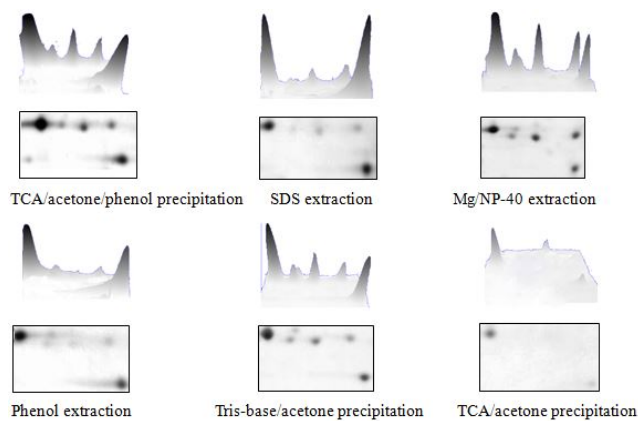 TCA/acetone/phenol precipitation
SDS extraction
Mg/NP-40 extraction
Phenol extraction
Tris-base/acetone precipitation
TCA/acetone precipitation